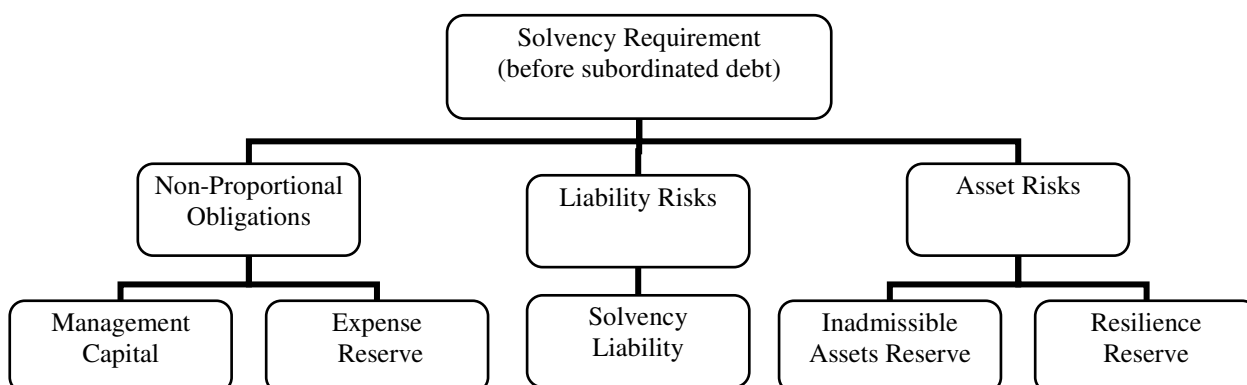 Solvency Requirement
(before subordinated debt)
Non-Proportional
Obligations
Liability Risks
Asset Risks
Management
Capital
Expense
Reserve
Solvency
Liability
Inadmissible
Assets Reserve
Resilience
Reserve